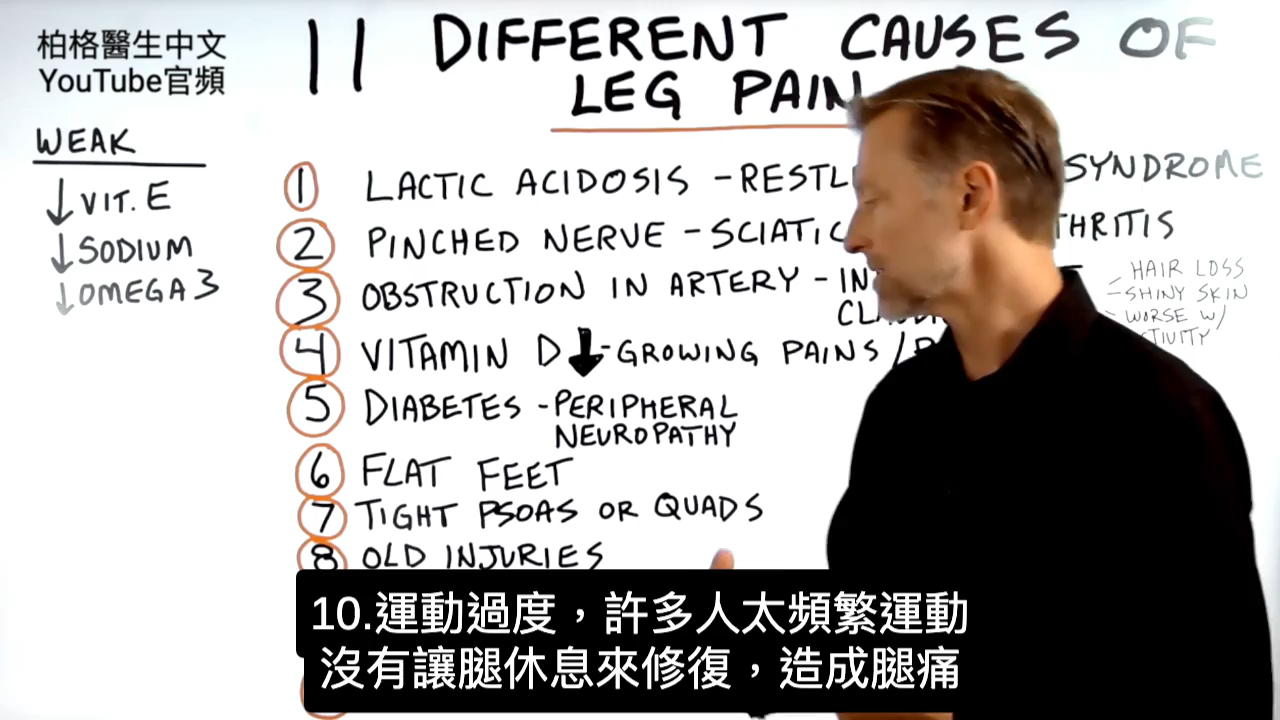 柏格醫生中文
YouTube官頻
11 DIFFERENT CAUSES OF
LEG PAIN
WEAK
↓ VIT. E
↓ SODIUM
↓ OMEGA 3
1 LACTIC ACIDOSIS - SYNDROME
2 PINCHED NERVE -
3 OBSTRUCTION IN ARTERY -
- HAIR LOSS
- SHINY SKIN
- WORSE W/
4 VITAMIN D ↓ - GROWING PAINS /
5 DIABETES - PERIPHERAL
NEUROPATHY
6 FLAT FEET
7 TIGHT PSOAS OR QUADS
8 OLD INJURIES
10.運動過度，許多人太頻繁運動
沒有讓腿休息來修復，造成腿痛